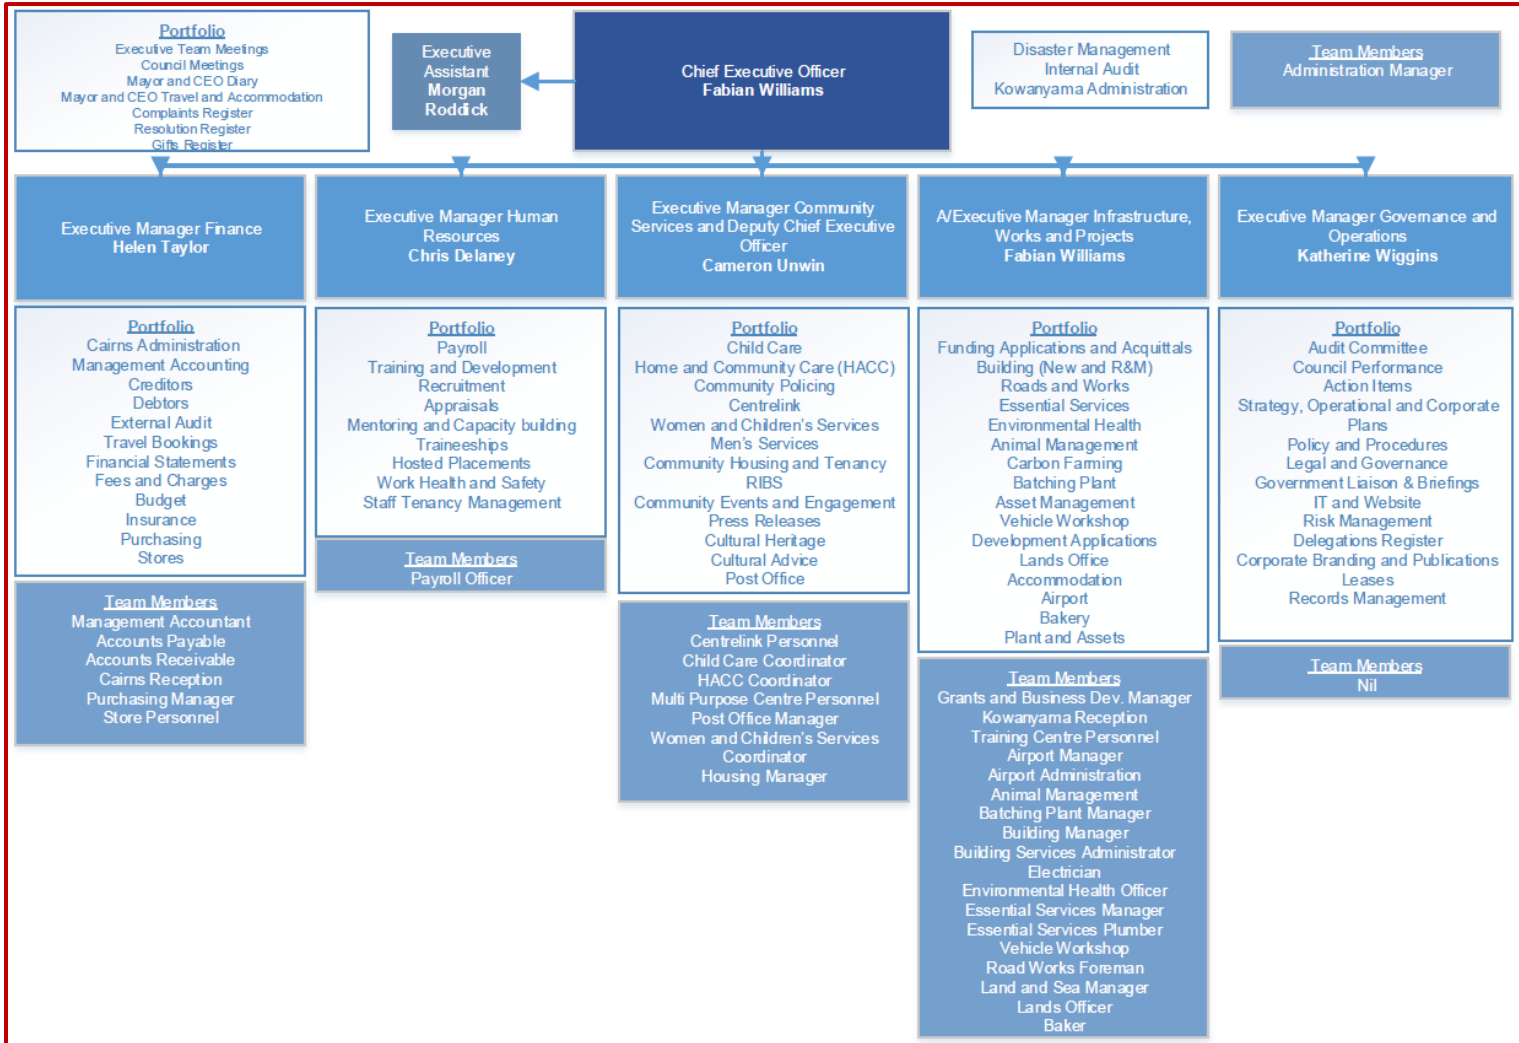 Portfolio
Executive Team Meetings
Council Meetings
Mayor and CEO Diary
Mayor and CEO Travel and Accommodation
Complaints Register
Resolution Register
Gifts Register
Executive
Assistant
Morgan
Roddick
Chief Executive Officer
Fabian Williams
Disaster Management
Internal Audit
Kowanyama Administration
Team Members
Administration Manager
Executive Manager Finance
Helen Taylor
Executive Manager Human
Resources
Chris Delaney
Executive Manager Community
Services and Deputy Chief Executive
Officer
Cameron Unwin
A/Executive Manager Infrastructure,
Works and Projects
Fabian Williams
Executive Manager Governance and
Operations
Katherine Wiggins
Portfolio
Cairns Administration
Management Accounting
Creditors
Debtors
External Audit
Travel Bookings
Financial Statements
Fees and Charges
Budget
Insurance
Purchasing
Stores
Team Members
Management Accountant
Accounts Payable
Accounts Receivable
Cairns Reception
Purchasing Manager
Store Personnel
Portfolio
Payroll
Training and Development
Recruitment
Appraisals
Mentoring and Capacity building
Traineeships
Hosted Placements
Work Health and Safety
Staff Tenancy Management
Team Members
Payroll Officer
Portfolio
Child Care
Home and Community Care (HACC)
Community Policing
Centrelink
Women and Children's Services
Men's Services
Community Housing and Tenancy
RIBS
Community Events and Engagement
Press Releases
Cultural Heritage
Cultural Advice
Post Office
Team Members
Centrelink Personnel
Child Care Coordinator
HACC Coordinator
Multi Purpose Centre Personnel
Post Office Manager
Women and Children's Services
Coordinator
Housing Manager
Portfolio
Funding Applications and Acquittals
Building (New and R&M)
Roads and Works
Essential Services
Environmental Health
Animal Management
Carbon Farming
Batching Plant
Asset Management
Vehicle Workshop
Development Applications
Lands Office
Accommodation
Airport
Bakery
Plant and Assets
Team Members
Grants and Business Dev. Manager
Kowanyama Reception
Training Centre Personnel
Airport Manager
Airport Administration
Animal Management
Batching Plant Manager
Building Manager
Building Services Administrator
Electrician
Environmental Health Officer
Essential Services Manager
Essential Services Plumber
Vehicle Workshop
Road Works Foreman
Land and Sea Manager
Lands Officer
Baker
Portfolio
Audit Committee
Council Performance
Action Items
Strategy, Operational and Corporate
Plans
Policy and Procedures
Legal and Governance
Government Liaison & Briefings
IT and Website
Risk Management
Delegations Register
Corporate Branding and Publications
Leases
Records Management
Team Members
Nil